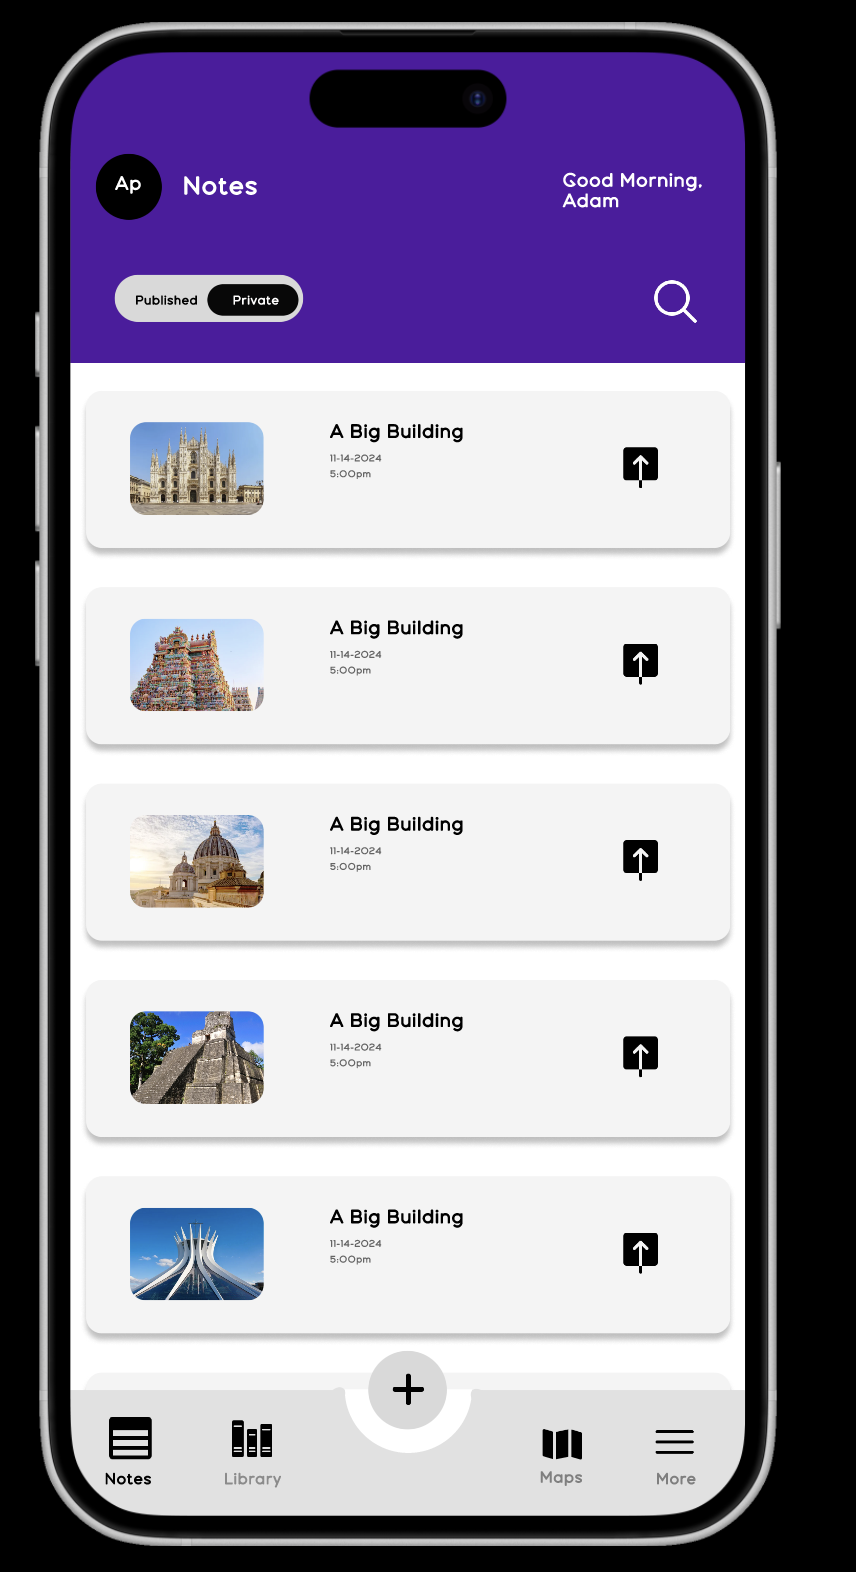 Ap
Notes
Good Morning,
Adam
Published
Private
A Big Building
11-14-2024
5:00pm
A Big Building
11-14-2024
5:00pm
A Big Building
11-14-2024
5:00pm
A Big Building
11-14-2024
5:00pm
A Big Building
11-14-2024
5:00pm
Notes
Library
Maps
More